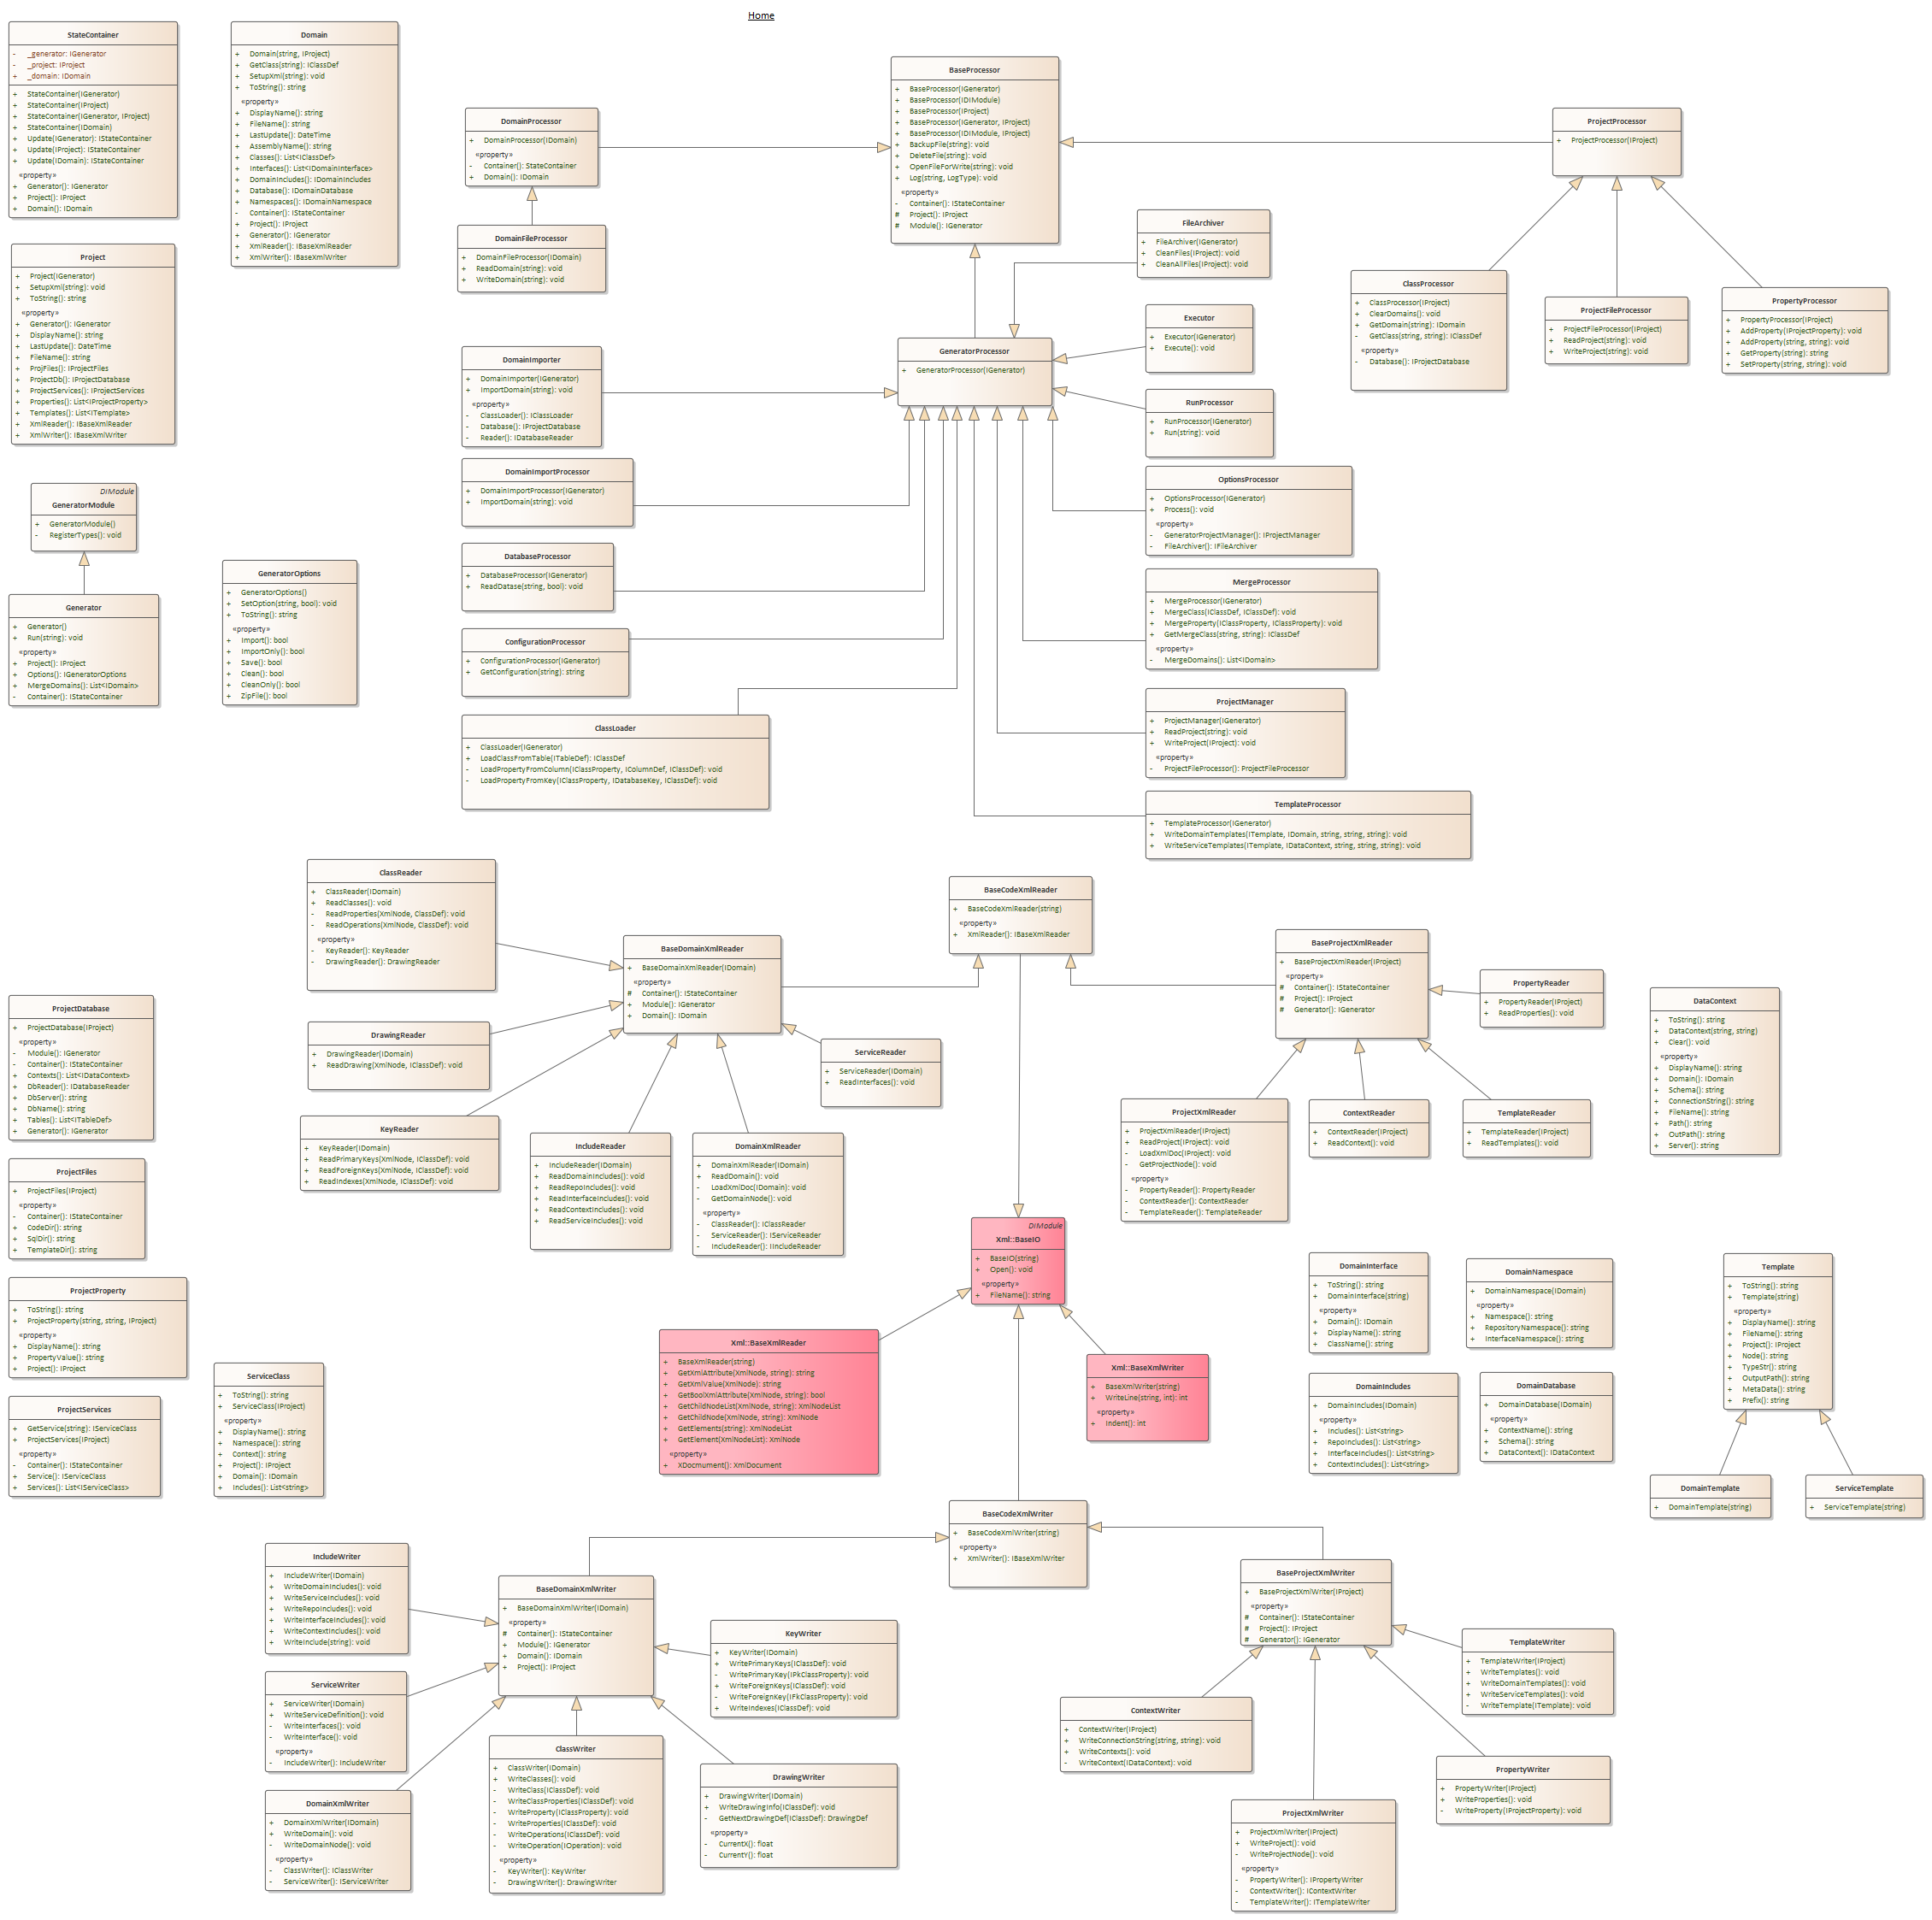 Home
StateContainer
- _generator: IGenerator
- _project: IProject
+ _domain: IDomain
+ StateContainer(IGenerator)
+ StateContainer(IProject)
+ StateContainer(IGenerator, IProject)
+ StateContainer(IDomain)
+ Update(IGenerator): IStateContainer
+ Update(IProject): IStateContainer
+ Update(IDomain): IStateContainer
«property»
+ Generator(): IGenerator
+ Project(): IProject
+ Domain(): IDomain
Domain
+ Domain(string, IProject)
+ GetClass(string): IClassDef
+ SetupXml(string): void
+ ToString(): string
«property»
+ DisplayName(): string
+ FileName(): string
+ LastUpdate(): DateTime
+ AssemblyName(): string
+ Classes(): List<IClassDef>
+ Interfaces(): List<IDomainInterface>
+ DomainIncludes(): IDomainIncludes
+ Database(): IDomainDatabase
+ Namespaces(): IDomainNamespace
- Container(): IStateContainer
+ Project(): IProject
+ Generator(): IGenerator
+ XmlReader(): IBaseXmlReader
+ XmlWriter(): IBaseXmlWriter
DomainProcessor
+ DomainProcessor(IDomain)
«property»
- Container(): StateContainer
+ Domain(): IDomain
BaseProcessor
+ BaseProcessor(IGenerator)
+ BaseProcessor(IDIModule)
+ BaseProcessor(IProject)
+ BaseProcessor(IGenerator, IProject)
+ BaseProcessor(IDIModule, IProject)
+ BackupFile(string): void
+ DeleteFile(string): void
+ OpenFileForWrite(string): void
+ Log(string, LogType): void
«property»
- Container(): IStateContainer
# Project(): IProject
# Module(): IGenerator
ProjectProcessor
+ ProjectProcessor(IProject)
DomainFileProcessor
+ DomainFileProcessor(IDomain)
+ ReadDomain(string): void
+ WriteDomain(string): void
FileArchiver
+ FileArchiver(IGenerator)
+ CleanFiles(IProject): void
+ CleanAllFiles(IProject): void
Project
+ Project(IGenerator)
+ SetupXml(string): void
+ ToString(): string
«property»
+ Generator(): IGenerator
+ DisplayName(): string
+ LastUpdate(): DateTime
+ FileName(): string
+ ProjFiles(): IProjectFiles
+ ProjectDb(): IProjectDatabase
+ ProjectServices(): IProjectServices
+ Properties(): List<IProjectProperty>
+ Templates(): List<ITemplate>
+ XmlReader(): IBaseXmlReader
+ XmlWriter(): IBaseXmlWriter
ClassProcessor
+ ClassProcessor(IProject)
+ ClearDomains(): void
+ GetDomain(string): IDomain
- GetClass(string, string): IClassDef
«property»
- Database(): IProjectDatabase
ProjectFileProcessor
+ ProjectFileProcessor(IProject)
+ ReadProject(string): void
+ WriteProject(string): void
PropertyProcessor
+ PropertyProcessor(IProject)
+ AddProperty(IProjectProperty): void
+ AddProperty(string, string): void
+ GetProperty(string): string
+ SetProperty(string, string): void
Executor
+ Executor(IGenerator)
+ Execute(): void
GeneratorProcessor
+ GeneratorProcessor(IGenerator)
DomainImporter
+ DomainImporter(IGenerator)
+ ImportDomain(string): void
«property»
- ClassLoader(): IClassLoader
- Database(): IProjectDatabase
- Reader(): IDatabaseReader
RunProcessor
+ RunProcessor(IGenerator)
+ Run(string): void
DomainImportProcessor
+ DomainImportProcessor(IGenerator)
+ ImportDomain(string): void
OptionsProcessor
+ OptionsProcessor(IGenerator)
+ Process(): void
«property»
- GeneratorProjectManager(): IProjectManager
- FileArchiver(): IFileArchiver
DIModule
GeneratorModule
+ GeneratorModule()
- RegisterTypes(): void
DatabaseProcessor
+ DatabaseProcessor(IGenerator)
+ ReadDatase(string, bool): void
GeneratorOptions
+ GeneratorOptions()
+ SetOption(string, bool): void
+ ToString(): string
«property»
+ Import(): bool
+ ImportOnly(): bool
+ Save(): bool
+ Clean(): bool
+ CleanOnly(): bool
+ ZipFile(): bool
MergeProcessor
+ MergeProcessor(IGenerator)
+ MergeClass(IClassDef, IClassDef): void
+ MergeProperty(IClassProperty, IClassProperty): void
+ GetMergeClass(string, string): IClassDef
«property»
- MergeDomains(): List<IDomain>
Generator
+ Generator()
+ Run(string): void
«property»
+ Project(): IProject
+ Options(): IGeneratorOptions
+ MergeDomains(): List<IDomain>
- Container(): IStateContainer
ConfigurationProcessor
+ ConfigurationProcessor(IGenerator)
+ GetConfiguration(string): string
ProjectManager
+ ProjectManager(IGenerator)
+ ReadProject(string): void
+ WriteProject(IProject): void
«property»
- ProjectFileProcessor(): ProjectFileProcessor
ClassLoader
+ ClassLoader(IGenerator)
+ LoadClassFromTable(ITableDef): IClassDef
- LoadPropertyFromColumn(IClassProperty, IColumnDef, IClassDef): void
- LoadPropertyFromKey(IClassProperty, IDatabaseKey, IClassDef): void
TemplateProcessor
+ TemplateProcessor(IGenerator)
+ WriteDomainTemplates(ITemplate, IDomain, string, string, string): void
+ WriteServiceTemplates(ITemplate, IDataContext, string, string, string): void
ClassReader
+ ClassReader(IDomain)
+ ReadClasses(): void
- ReadProperties(XmlNode, ClassDef): void
- ReadOperations(XmlNode, ClassDef): void
«property»
- KeyReader(): KeyReader
- DrawingReader(): DrawingReader
BaseCodeXmlReader
+ BaseCodeXmlReader(string)
«property»
+ XmlReader(): IBaseXmlReader
BaseDomainXmlReader
+ BaseDomainXmlReader(IDomain)
«property»
# Container(): IStateContainer
+ Module(): IGenerator
+ Domain(): IDomain
BaseProjectXmlReader
+ BaseProjectXmlReader(IProject)
«property»
# Container(): IStateContainer
# Project(): IProject
# Generator(): IGenerator
PropertyReader
+ PropertyReader(IProject)
+ ReadProperties(): void
DataContext
+ ToString(): string
+ DataContext(string, string)
+ Clear(): void
«property»
+ DisplayName(): string
+ Domain(): IDomain
+ Schema(): string
+ ConnectionString(): string
+ FileName(): string
+ Path(): string
+ OutPath(): string
+ Server(): string
ProjectDatabase
+ ProjectDatabase(IProject)
«property»
- Module(): IGenerator
- Container(): IStateContainer
+ Contexts(): List<IDataContext>
+ DbReader(): IDatabaseReader
+ DbServer(): string
+ DbName(): string
+ Tables(): List<ITableDef>
+ Generator(): IGenerator
DrawingReader
+ DrawingReader(IDomain)
+ ReadDrawing(XmlNode, IClassDef): void
ServiceReader
+ ServiceReader(IDomain)
+ ReadInterfaces(): void
KeyReader
+ KeyReader(IDomain)
+ ReadPrimaryKeys(XmlNode, IClassDef): void
+ ReadForeignKeys(XmlNode, IClassDef): void
+ ReadIndexes(XmlNode, IClassDef): void
IncludeReader
+ IncludeReader(IDomain)
+ ReadDomainIncludes(): void
+ ReadRepoIncludes(): void
+ ReadInterfaceIncludes(): void
+ ReadContextIncludes(): void
+ ReadServiceIncludes(): void
DomainXmlReader
+ DomainXmlReader(IDomain)
+ ReadDomain(): void
- LoadXmlDoc(IDomain): void
- GetDomainNode(): void
«property»
- ClassReader(): IClassReader
- ServiceReader(): IServiceReader
- IncludeReader(): IIncludeReader
ProjectXmlReader
+ ProjectXmlReader(IProject)
+ ReadProject(IProject): void
- LoadXmlDoc(IProject): void
- GetProjectNode(): void
«property»
- PropertyReader(): PropertyReader
- ContextReader(): ContextReader
- TemplateReader(): TemplateReader
ContextReader
+ ContextReader(IProject)
+ ReadContext(): void
TemplateReader
+ TemplateReader(IProject)
+ ReadTemplates(): void
ProjectFiles
+ ProjectFiles(IProject)
«property»
- Container(): IStateContainer
+ CodeDir(): string
+ SqlDir(): string
+ TemplateDir(): string
DIModule
Xml::BaseIO
+ BaseIO(string)
+ Open(): void
«property»
+ FileName(): string
DomainInterface
+ ToString(): string
+ DomainInterface(string)
«property»
+ Domain(): IDomain
+ DisplayName(): string
+ ClassName(): string
DomainNamespace
+ DomainNamespace(IDomain)
«property»
+ Namespace(): string
+ RepositoryNamespace(): string
+ InterfaceNamespace(): string
Template
+ ToString(): string
+ Template(string)
«property»
+ DisplayName(): string
+ FileName(): string
+ Project(): IProject
+ Node(): string
+ TypeStr(): string
+ OutputPath(): string
+ MetaData(): string
+ Prefix(): string
ProjectProperty
+ ToString(): string
+ ProjectProperty(string, string, IProject)
«property»
+ DisplayName(): string
+ PropertyValue(): string
+ Project(): IProject
Xml::BaseXmlReader
+ BaseXmlReader(string)
+ GetXmlAttribute(XmlNode, string): string
+ GetXmlValue(XmlNode): string
+ GetBoolXmlAttribute(XmlNode, string): bool
+ GetChildNodeList(XmlNode, string): XmlNodeList
+ GetChildNode(XmlNode, string): XmlNode
+ GetElements(string): XmlNodeList
+ GetElement(XmlNodeList): XmlNode
«property»
+ XDocmument(): XmlDocument
Xml::BaseXmlWriter
+ BaseXmlWriter(string)
+ WriteLine(string, int): int
«property»
+ Indent(): int
DomainIncludes
+ DomainIncludes(IDomain)
«property»
+ Includes(): List<string>
+ RepoIncludes(): List<string>
+ InterfaceIncludes(): List<string>
+ ContextIncludes(): List<string>
DomainDatabase
+ DomainDatabase(IDomain)
«property»
+ ContextName(): string
+ Schema(): string
+ DataContext(): IDataContext
ServiceClass
+ ToString(): string
+ ServiceClass(IProject)
«property»
+ DisplayName(): string
+ Namespace(): string
+ Context(): string
+ Project(): IProject
+ Domain(): IDomain
+ Includes(): List<string>
ProjectServices
+ GetService(string): IServiceClass
+ ProjectServices(IProject)
«property»
- Container(): IStateContainer
+ Service(): IServiceClass
+ Services(): List<IServiceClass>
DomainTemplate
+ DomainTemplate(string)
ServiceTemplate
+ ServiceTemplate(string)
BaseCodeXmlWriter
+ BaseCodeXmlWriter(string)
«property»
+ XmlWriter(): IBaseXmlWriter
IncludeWriter
+ IncludeWriter(IDomain)
+ WriteDomainIncludes(): void
+ WriteServiceIncludes(): void
+ WriteRepoIncludes(): void
+ WriteInterfaceIncludes(): void
+ WriteContextIncludes(): void
+ WriteInclude(string): void
BaseDomainXmlWriter
+ BaseDomainXmlWriter(IDomain)
«property»
# Container(): IStateContainer
+ Module(): IGenerator
+ Domain(): IDomain
+ Project(): IProject
BaseProjectXmlWriter
+ BaseProjectXmlWriter(IProject)
«property»
# Container(): IStateContainer
# Project(): IProject
# Generator(): IGenerator
KeyWriter
+ KeyWriter(IDomain)
+ WritePrimaryKeys(IClassDef): void
- WritePrimaryKey(IPkClassProperty): void
+ WriteForeignKeys(IClassDef): void
- WriteForeignKey(IFkClassProperty): void
+ WriteIndexes(IClassDef): void
TemplateWriter
+ TemplateWriter(IProject)
+ WriteTemplates(): void
+ WriteDomainTemplates(): void
+ WriteServiceTemplates(): void
- WriteTemplate(ITemplate): void
ServiceWriter
+ ServiceWriter(IDomain)
+ WriteServiceDefinition(): void
- WriteInterfaces(): void
- WriteInterface(): void
«property»
- IncludeWriter(): IncludeWriter
ContextWriter
+ ContextWriter(IProject)
+ WriteConnectionString(string, string): void
+ WriteContexts(): void
- WriteContext(IDataContext): void
ClassWriter
+ ClassWriter(IDomain)
+ WriteClasses(): void
- WriteClass(IClassDef): void
- WriteClassProperties(IClassDef): void
- WriteProperty(IClassProperty): void
- WriteProperties(IClassDef): void
- WriteOperations(IClassDef): void
- WriteOperation(IOperation): void
«property»
- KeyWriter(): KeyWriter
- DrawingWriter(): DrawingWriter
DrawingWriter
+ DrawingWriter(IDomain)
+ WriteDrawingInfo(IClassDef): void
- GetNextDrawingDef(IClassDef): DrawingDef
«property»
- CurrentX(): float
- CurrentY(): float
PropertyWriter
+ PropertyWriter(IProject)
+ WriteProperties(): void
- WriteProperty(IProjectProperty): void
DomainXmlWriter
+ DomainXmlWriter(IDomain)
+ WriteDomain(): void
- WriteDomainNode(): void
«property»
- ClassWriter(): IClassWriter
- ServiceWriter(): IServiceWriter
ProjectXmlWriter
+ ProjectXmlWriter(IProject)
+ WriteProject(): void
- WriteProjectNode(): void
«property»
- PropertyWriter(): IPropertyWriter
- ContextWriter(): IContextWriter
- TemplateWriter(): ITemplateWriter